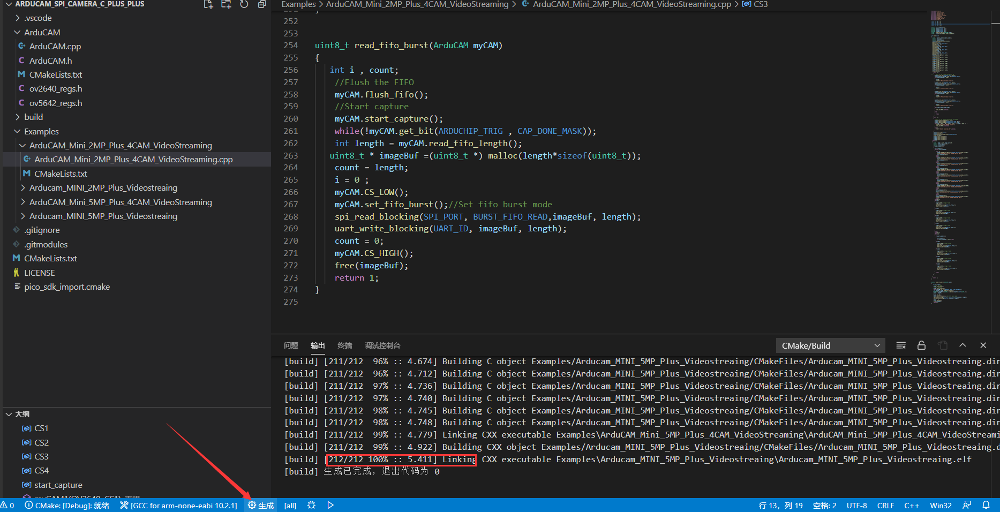 ARDUCAM_SPI_CAMERA_C_PLUS_PLUS
.vscode
ArduCAM
ArduCAM.cpp
ArduCAM.h
CMakeLists.txt
ov2640_regs.h
ov5642_regs.h
build
Examples
ArduCAM_Mini_2MP_Plus_4CAM_VideoStreaming
ArduCAM_Mini_2MP_Plus_4CAM_VideoStreaming.cpp
CMakeLists.txt
Arducam_MINI_2MP_Plus_Videostreaing
ArduCAM_Mini_5MP_Plus_4CAM_VideoStreaming
Arducam_MINI_5MP_Plus_Videostreaing
.gitignore
.gitmodules
CMakeLists.txt
LICENSE
pico_sdk_import.cmake
大纲
CS1
CS2
CS3
CS4
start_capture
Examples > ArduCAM_Mini_2MP_Plus_4CAM_VideoStreaming > ArduCAM_Mini_2MP_Plus_4CAM_VideoStreaming.cpp > CS3
252
253
254 uint8_t read_fifo_burst(ArduCAM myCAM)
255 {
256 int i , count;
257 //Flush the FIFO
258 myCAM.flush_fifo();
259 //Start capture
260 myCAM.start_capture();
261 while(!myCAM.get_bit(ARDUCHIP_TRIG , CAP_DONE_MASK));
262 int length = myCAM.read_fifo_length();
263 uint8_t * imageBuf =(uint8_t *) malloc(length*sizeof(uint8_t));
264 count = length;
265 i = 0 ;
266 myCAM.CS_LOW();
267 myCAM.set_fifo_burst();//Set fifo burst mode
268 spi_read_blocking(SPI_PORT, BURST_FIFO_READ,imageBuf, length);
269 uart_write_blocking(UART_ID, imageBuf, length);
270 count = 0;
271 myCAM.CS_HIGH();
272 free(imageBuf);
273 return 1;
274 }
275
问题 输出 终端 调试控制台 CMake/Build
[build] [211/212 96% :: 4.674] Building C object Examples/Arducam_MINI_5MP_Plus_Videostreaing/CMakeFiles/Arducam_MINI_5MP_Plus_Videostreaing.dir
[build] [211/212 96% :: 4.712] Building C object Examples/Arducam_MINI_5MP_Plus_Videostreaing/CMakeFiles/Arducam_MINI_5MP_Plus_Videostreaing.dir
[build] [211/212 97% :: 4.736] Building C object Examples/Arducam_MINI_5MP_Plus_Videostreaing/CMakeFiles/Arducam_MINI_5MP_Plus_Videostreaing.dir
[build] [211/212 97% :: 4.740] Building C object Examples/Arducam_MINI_5MP_Plus_Videostreaing/CMakeFiles/Arducam_MINI_5MP_Plus_Videostreaing.dir
[build] [211/212 98% :: 4.745] Building C object Examples/Arducam_MINI_5MP_Plus_Videostreaing/CMakeFiles/Arducam_MINI_5MP_Plus_Videostreaing.dir
[build] [211/212 98% :: 4.748] Building C object Examples/Arducam_MINI_5MP_Plus_Videostreaing/CMakeFiles/Arducam_MINI_5MP_Plus_Videostreaing.dir
[build] [211/212 99% :: 4.779] Linking CXX executable Examples\ArduCAM_Mini_5MP_Plus_4CAM_VideoStreaming\ArduCAM_Mini_5MP_Plus_4CAM_VideoStreami
[build] [211/212 99% :: 4.922] Building CXX object Examples/Arducam_MINI_5MP_Plus_Videostreaing/CMakeFiles/Arducam_MINI_5MP_Plus_Videostreaing.d
[build] [212/212 100% :: 5.411] Linking CXX executable Examples\Arducam_MINI_5MP_Plus_Videostreaing\Arducam_MINI_5MP_Plus_Videostreaing.elf
[build] 生成已完成，退出代码为 0
0 CMake: [Debug]: 就绪 [GCC for arm-none-eabi 10.2.1] 生成 [all] 行 13，列 19 空格: 2 UTF-8 CRLF C++ Win32